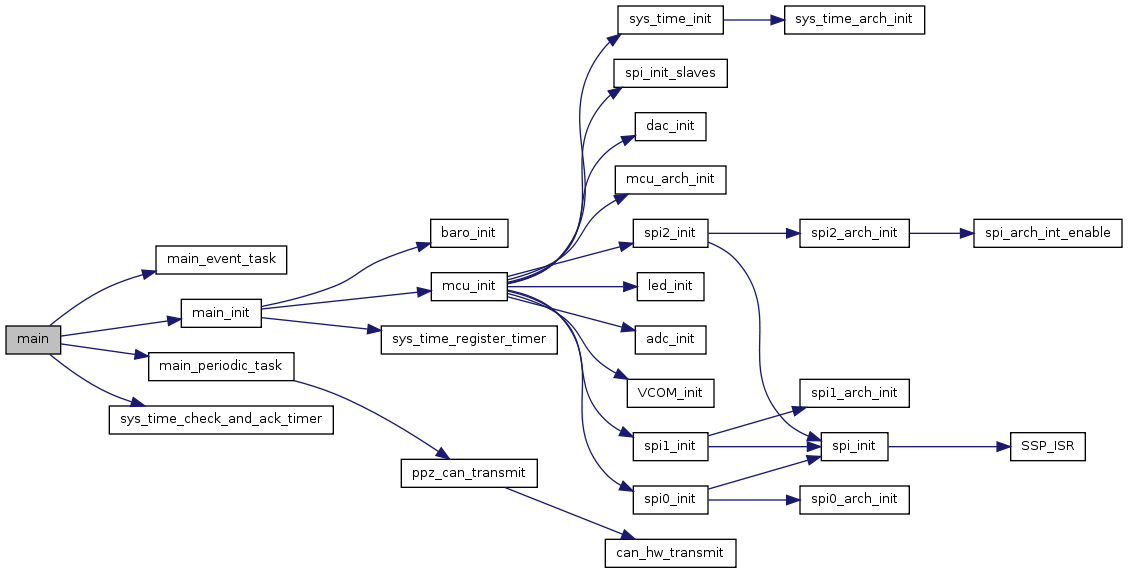 main
main_event_task
main_init
main_periodic_task
sys_time_check_and_ack_timer
baro_init
mcu_init
sys_time_register_timer
ppz_can_transmit
sys_time_init
spi_init_slaves
dac_init
mcu_arch_init
spi2_init
led_init
adc_init
VCOM_init
spi1_init
spi0_init
can_hw_transmit
sys_time_arch_init
spi2_arch_init
spi1_arch_init
spi_init
spi0_arch_init
spi_arch_int_enable
SSP_ISR